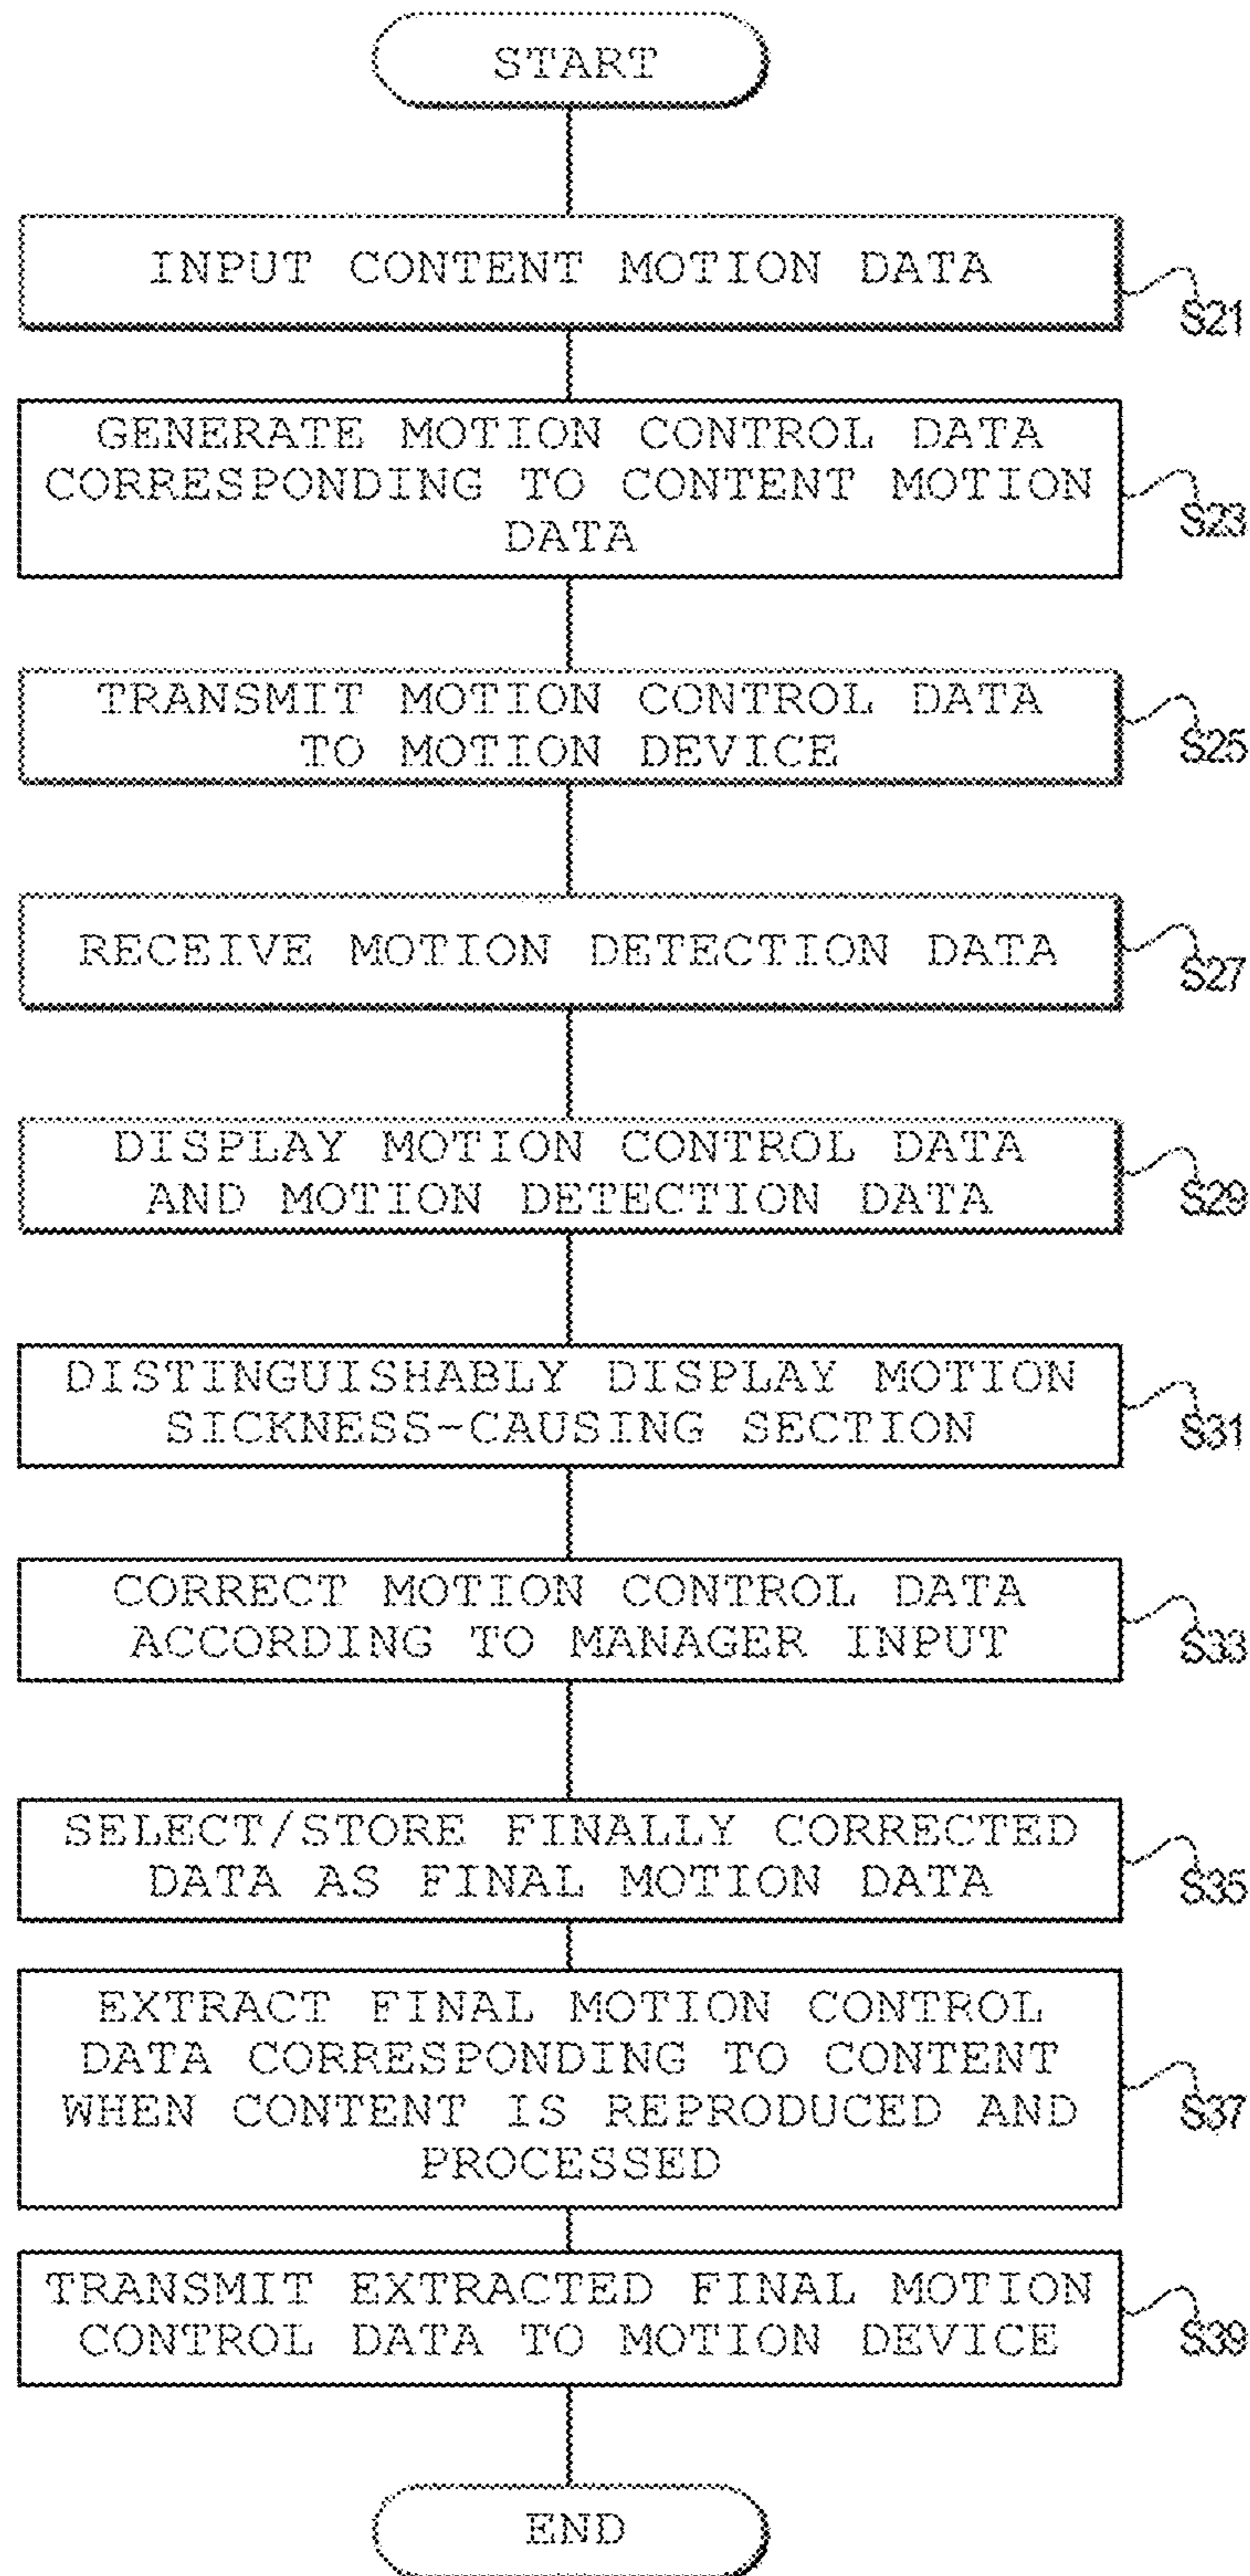 START
INPUT CONTENT MOTION DATA
S21
GENERATE MOTION CONTROL DATA
CORRESPONDING TO CONTENT MOTION
DATA
S23
TRANSMIT MOTION CONTROL DATA
TO MOTION DEVICE
S25
RECEIVE MOTION DETECTION DATA
S27
DISPLAY MOTION CONTROL DATA
AND MOTION DETECTION DATA
S29
DISTINGUISHABLY DISPLAY MOTION
SICKNESS-CAUSING SECTION
S31
CORRECT MOTION CONTROL DATA
ACCORDING TO MANAGER INPUT
S33
SELECT/STORE FINALLY CORRECTED
DATA AS FINAL MOTION DATA
S35
EXTRACT FINAL MOTION CONTROL
DATA CORRESPONDING TO CONTENT
WHEN CONTENT IS REPRODUCED AND
PROCESSED
S37
TRANSMIT EXTRACTED FINAL MOTION
CONTROL DATA TO MOTION DEVICE
S39
END